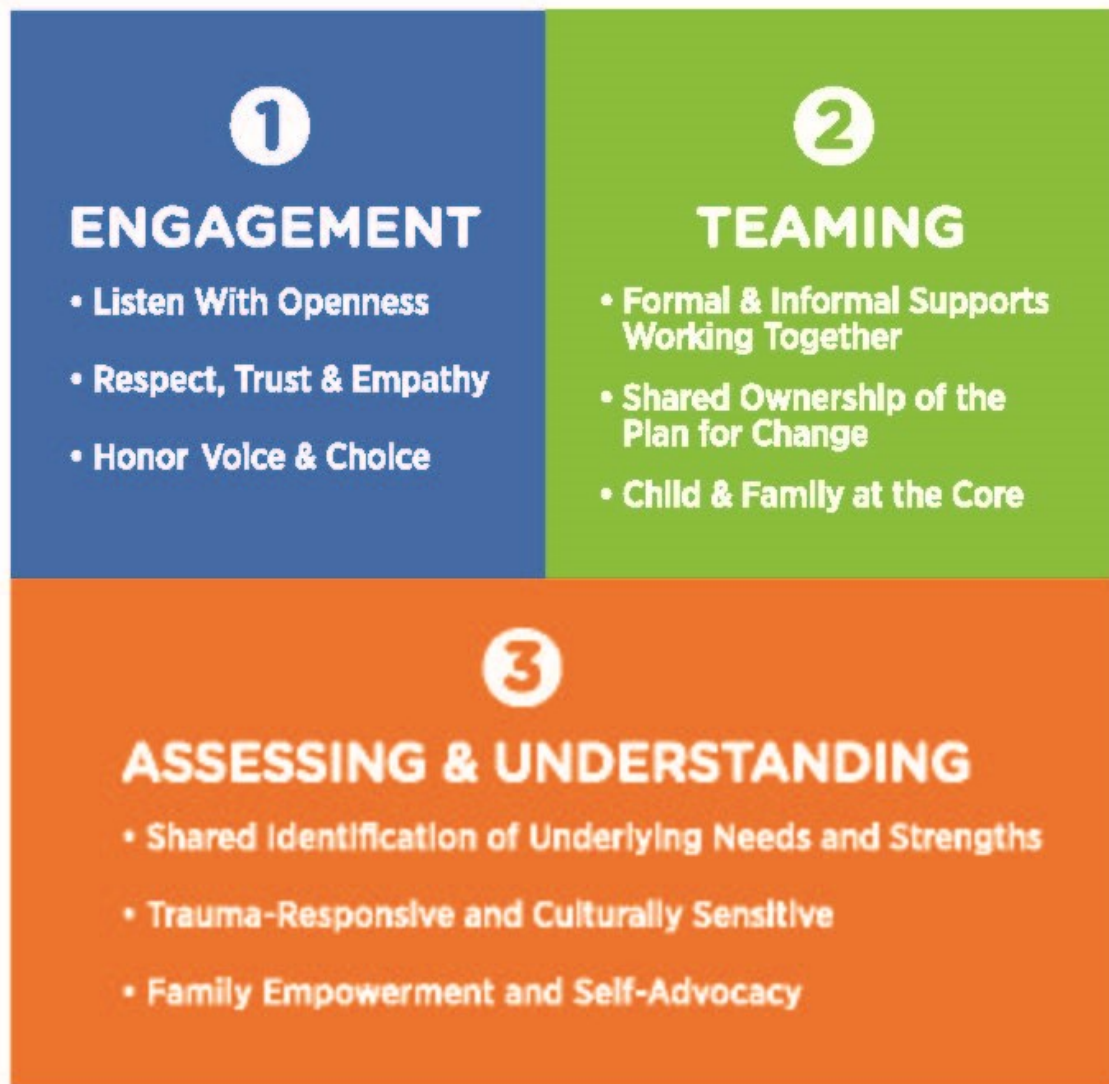 1
ENGAGEMENT
• Listen With Openness
• Respect, Trust & Empathy
• Honor Voice & Choice
2
TEAMING
• Formal & Informal Supports
Working Together
• Shared Ownership of the
Plan for Change
• Child & Family at the Core
3
ASSESSING & UNDERSTANDING
• Shared Identification of Underlying Needs and Strengths
• Trauma-Responsive and Culturally Sensitive
• Family Empowerment and Self-Advocacy